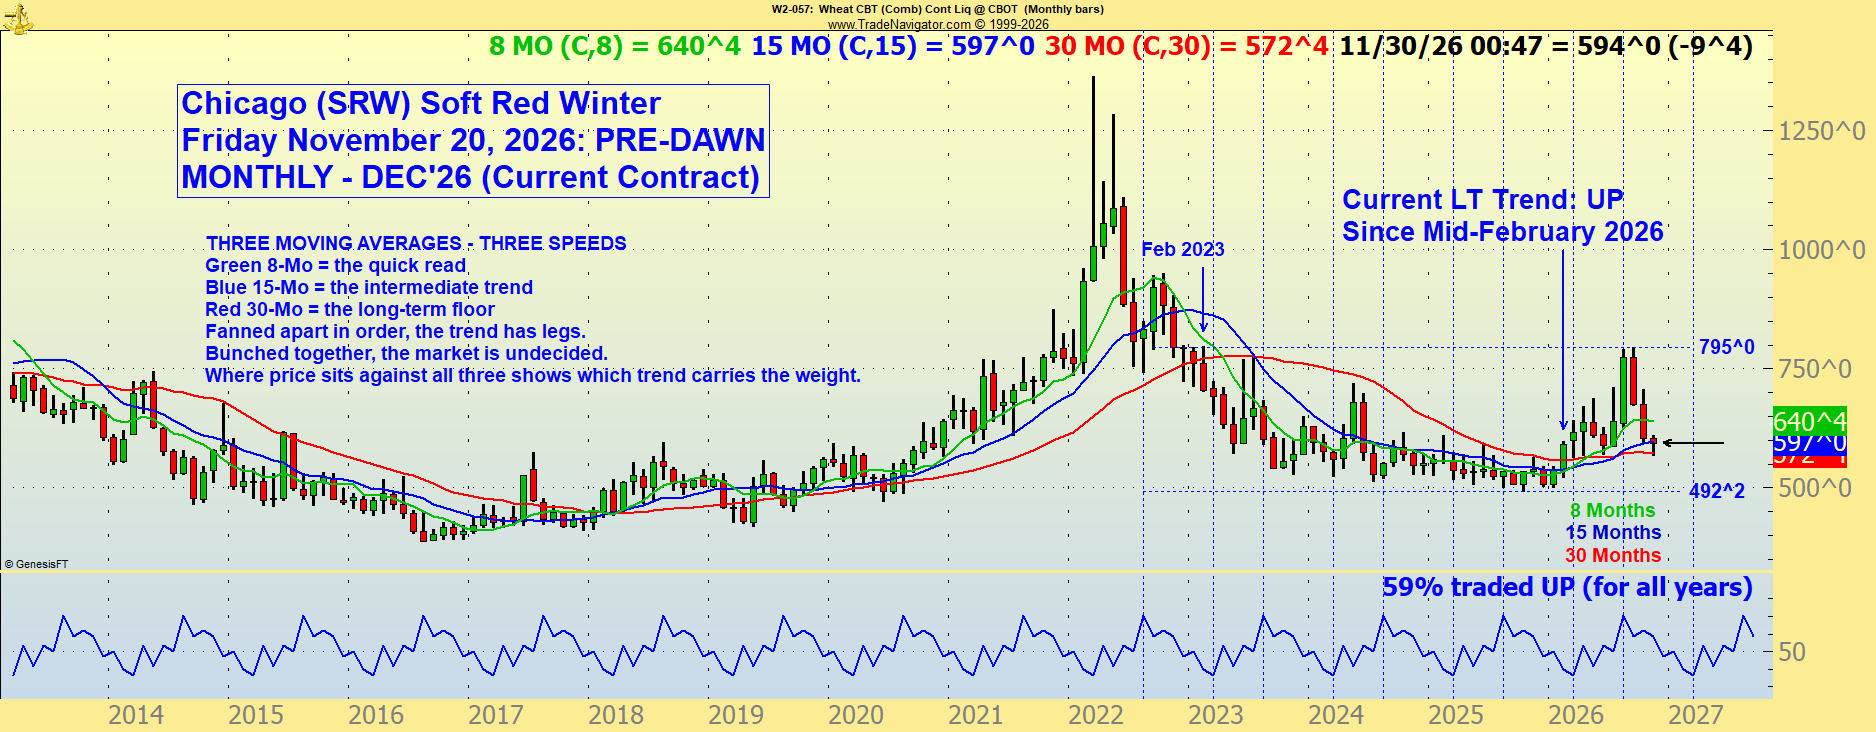 W2-057: Wheat CBT (Comb) Cont Liq @ CBOT (Monthly bars)
www.TradeNavigator.com © 1999-2026
8 MO (C,8) = 640^4 15 MO (C,15) = 597^0 30 MO (C,30) = 572^4 11/30/26 00:47 = 594^0 (-9^4)
Chicago (SRW) Soft Red Winter
Friday November 20, 2026: PRE-DAWN
MONTHLY - DEC'26 (Current Contract)
1250^0
Current LT Trend: UP
Since Mid-February 2026
THREE MOVING AVERAGES - THREE SPEEDS
Green 8-Mo = the quick read
Blue 15-Mo = the intermediate trend
Red 30-Mo = the long-term floor
Fanned apart in order, the trend has legs.
Bunched together, the market is undecided.
Where price sits against all three shows which trend carries the weight.
Feb 2023
1000^0
795^0
750^0
640^4
597^0
572^4
492^2
500^0
8 Months
15 Months
30 Months
© GenesisFT
59% traded UP (for all years)
50
2014 2015 2016 2017 2018 2019 2020 2021 2022 2023 2024 2025 2026 2027